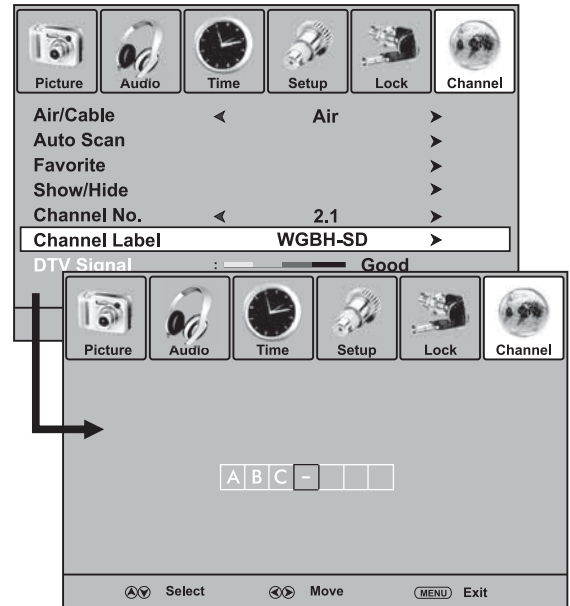 Picture Audio Time Setup Lock Channel
Air/Cable Air
Auto Scan
Favorite
Show/Hide
Channel No. 2.1
Channel Label WGBH-SD
DTV Signal : Good
Picture Audio Time Setup Lock Channel
A B C -
Select Move MENU Exit